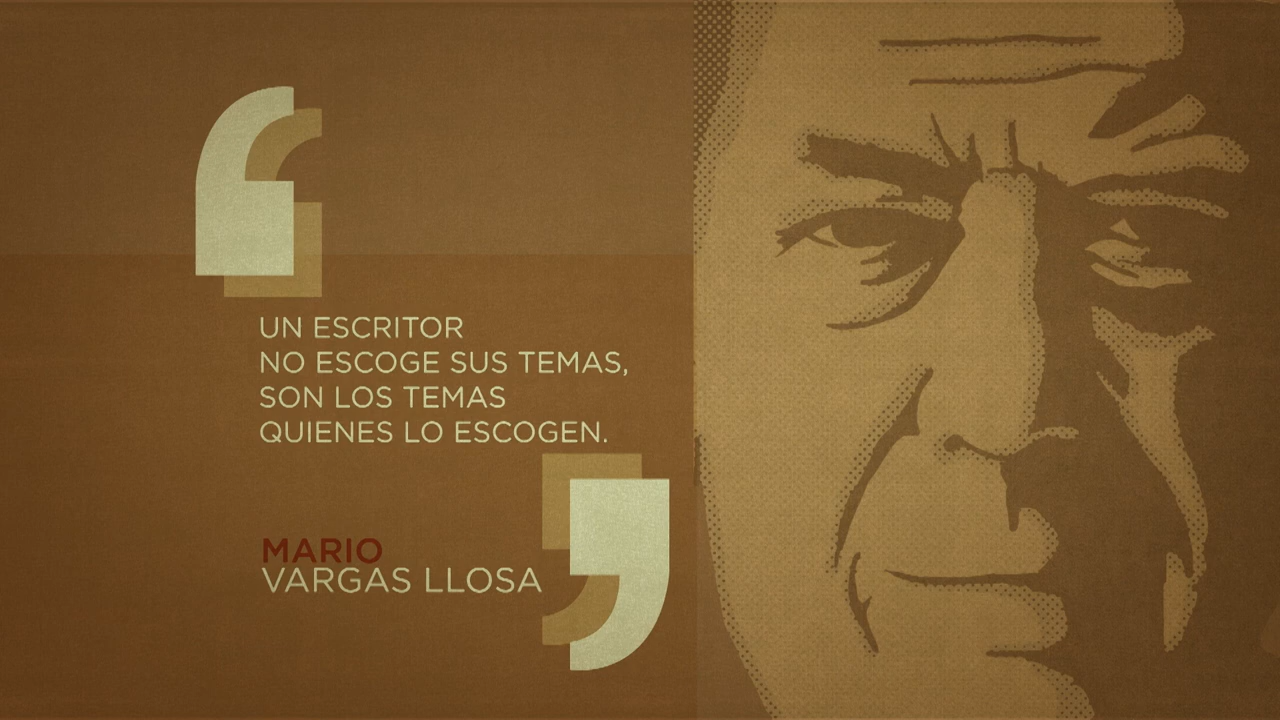 UN ESCRITOR
NO ESCOGE SUS TEMAS,
SON LOS TEMAS
QUIENES LO ESCOGEN.
MARIO
VARGAS LLOSA